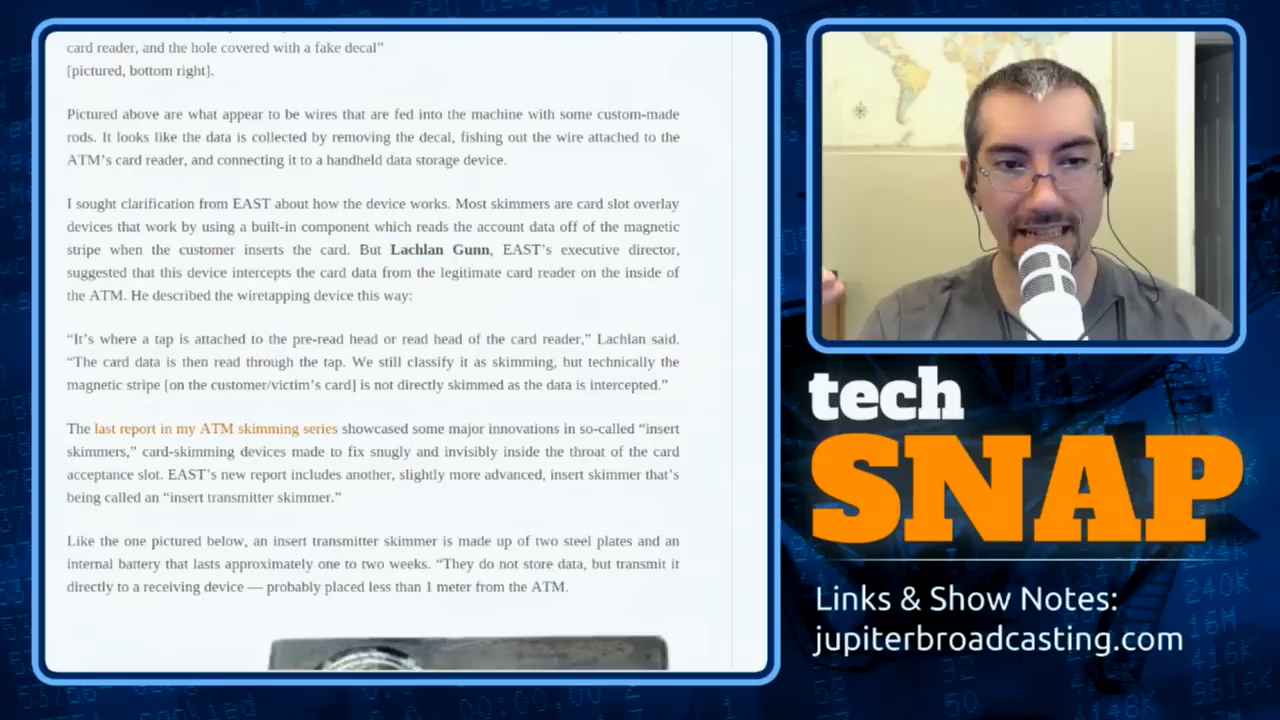 card reader, and the hole covered with a fake decal”
[pictured, bottom right].
Pictured above are what appear to be wires that are fed into the machine with some custom-made
rods. It looks like the data is collected by removing the decal, fishing out the wire attached to the
ATM’s card reader, and connecting it to a handheld data storage device.
I sought clarification from EAST about how the device works. Most skimmers are card slot overlay
devices that work by using a built-in component which reads the account data off of the magnetic
stripe when the customer inserts the card. But Lachlan Gunn, EAST’s executive director,
suggested that this device intercepts the card data from the legitimate card reader on the inside of
the ATM. He described the wiretapping device this way:
“It’s where a tap is attached to the pre-read head or read head of the card reader,” Lachlan said.
“The card data is then read through the tap. We still classify it as skimming, but technically the
magnetic stripe [on the customer/victim’s card] is not directly skimmed as the data is intercepted.”
The last report in my ATM skimming series showcased some major innovations in so-called “insert
skimmers,” card-skimming devices made to fix snugly and invisibly inside the throat of the card
acceptance slot. EAST’s new report includes another, slightly more advanced, insert skimmer that’s
being called an “insert transmitter skimmer.”
Like the one pictured below, an insert transmitter skimmer is made up of two steel plates and an
internal battery that lasts approximately one to two weeks. “They do not store data, but transmit it
directly to a receiving device — probably placed less than 1 meter from the ATM.
tech
SNAP
Links & Show Notes:
jupiterbroadcasting.com